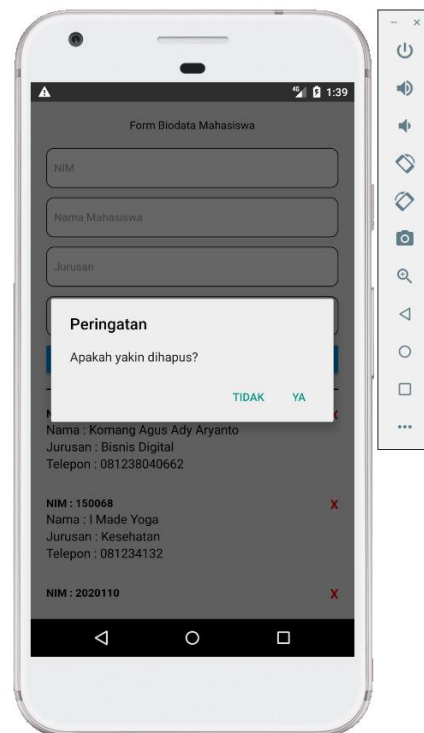 4G 1:39
Form Biodata Mahasiswa
NIM
Nama Mahasiswa
Jurusan
Peringatan
Apakah yakin dihapus?
TIDAK YA
Nama : Komang Agus Ady Aryanto
Jurusan : Bisnis Digital
Telepon : 081238040662
NIM : 150068 X
Nama : I Made Yoga
Jurusan : Kesehatan
Telepon : 081234132
NIM : 2020110 X